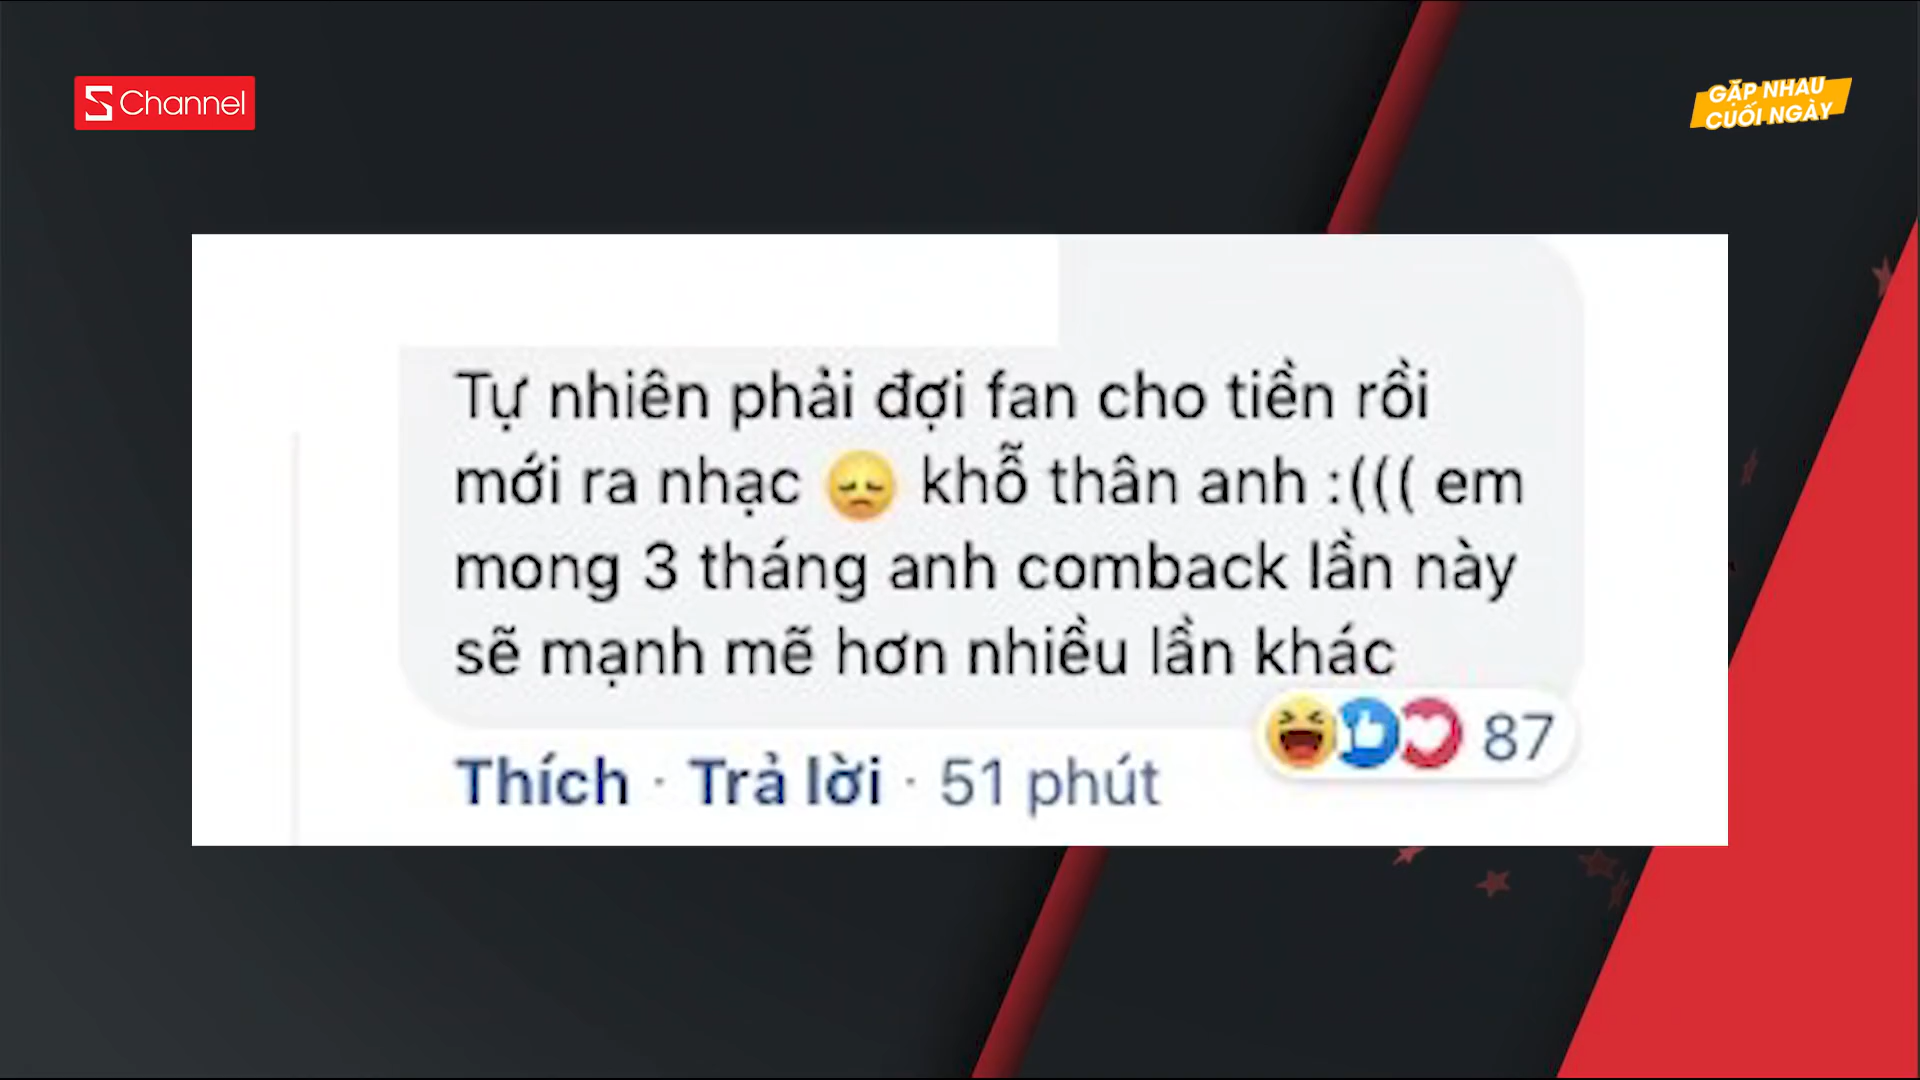 S Channel
GẶP NHAU
CUỐI NGÀY
Tự nhiên phải đợi fan cho tiền rồi
mới ra nhạc 😞 khỗ thân anh :((( em
mong 3 tháng anh comback lần này
sẽ mạnh mẽ hơn nhiều lần khác
87
Thích · Trả lời · 51 phút